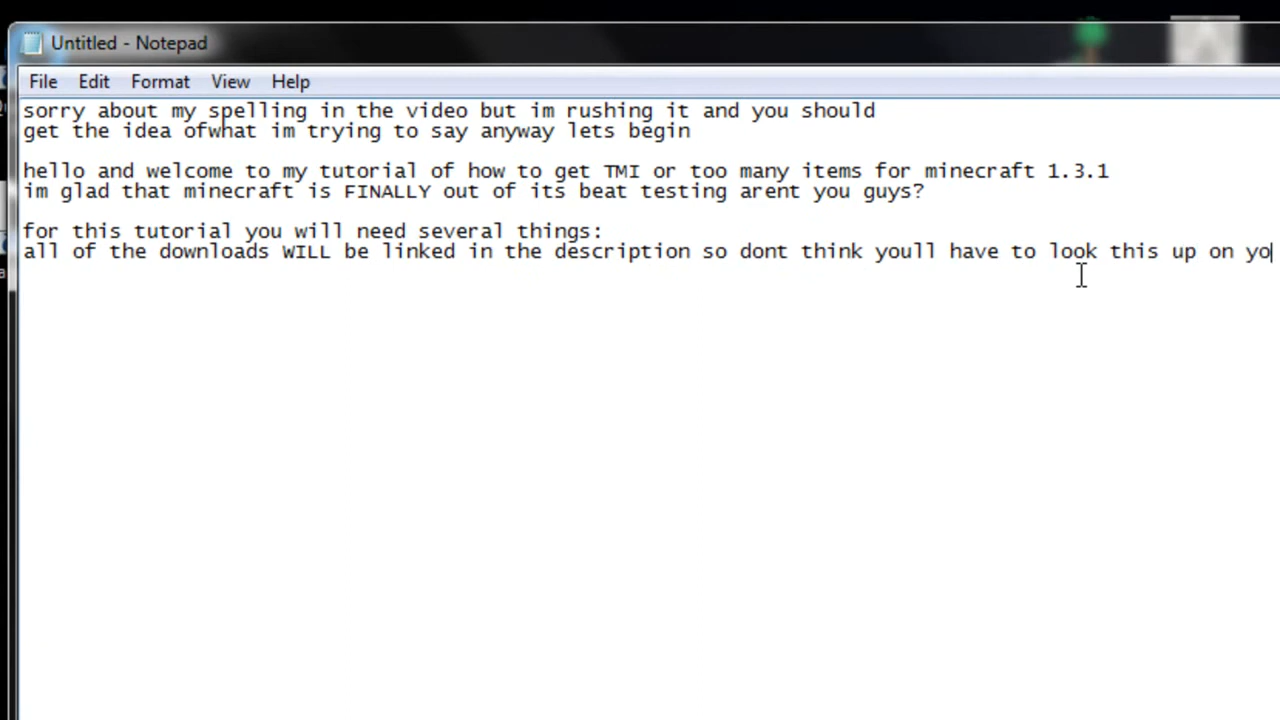 Untitled - Notepad
File Edit Format View Help
sorry about my spelling in the video but im rushing it and you should
get the idea ofwhat im trying to say anyway lets begin
hello and welcome to my tutorial of how to get TMI or too many items for minecraft 1.3.1
im glad that minecraft is FINALLY out of its beat testing arent you guys?
for this tutorial you will need several things:
all of the downloads WILL be linked in the description so dont think youll have to look this up on yo